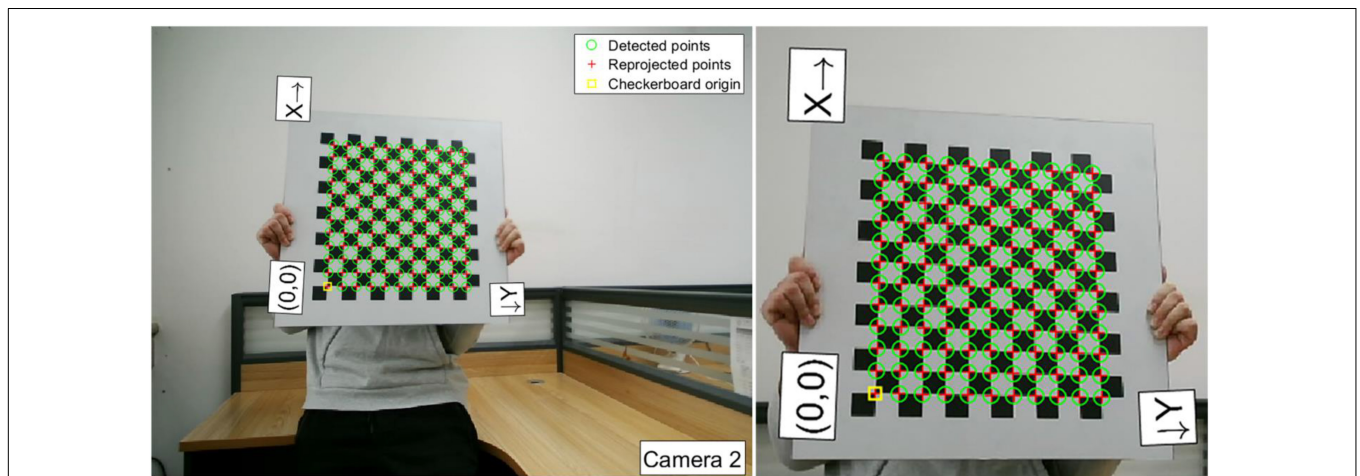 Detected points
Reprojected points
Checkerboard origin
X→
(0,0)
↓Y
Camera 2
X→
(0,0)
↓Y